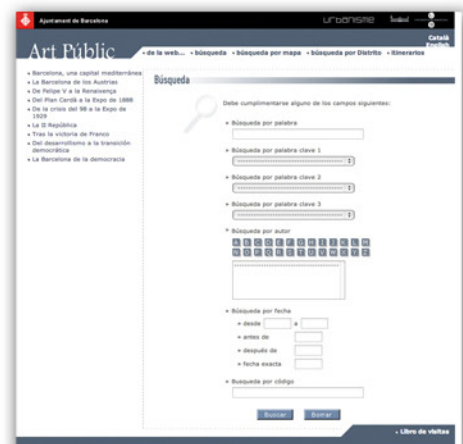 Ajuntament de Barcelona
urbanisme
Català
English
Art Públic
de la web... búsqueda búsqueda por mapa búsqueda por Distrito itinerarios
Barcelona, una capital mediterránea
La Barcelona de los Austrias
De Felipe V a la Renaixença
Del Plan Cerdà a la Expo de 1888
De la crisis del 98 a la Expo de
1929
La II República
Tras la victoria de Franco
Del desarrollismo a la transición
democrática
La Barcelona de la democracia
Búsqueda
Debe cumplimentarse alguno de los campos siguientes:
Búsqueda por palabra
Búsqueda por palabra clave 1
Búsqueda por palabra clave 2
Búsqueda por palabra clave 3
Búsqueda por autor
A B C D E F G H I J K L M
N O P Q R S T U V W X Y Z
Búsqueda por fecha
desde a
antes de
después de
fecha exacta
Busqueda por código
Buscar Borrar
Libro de visitas